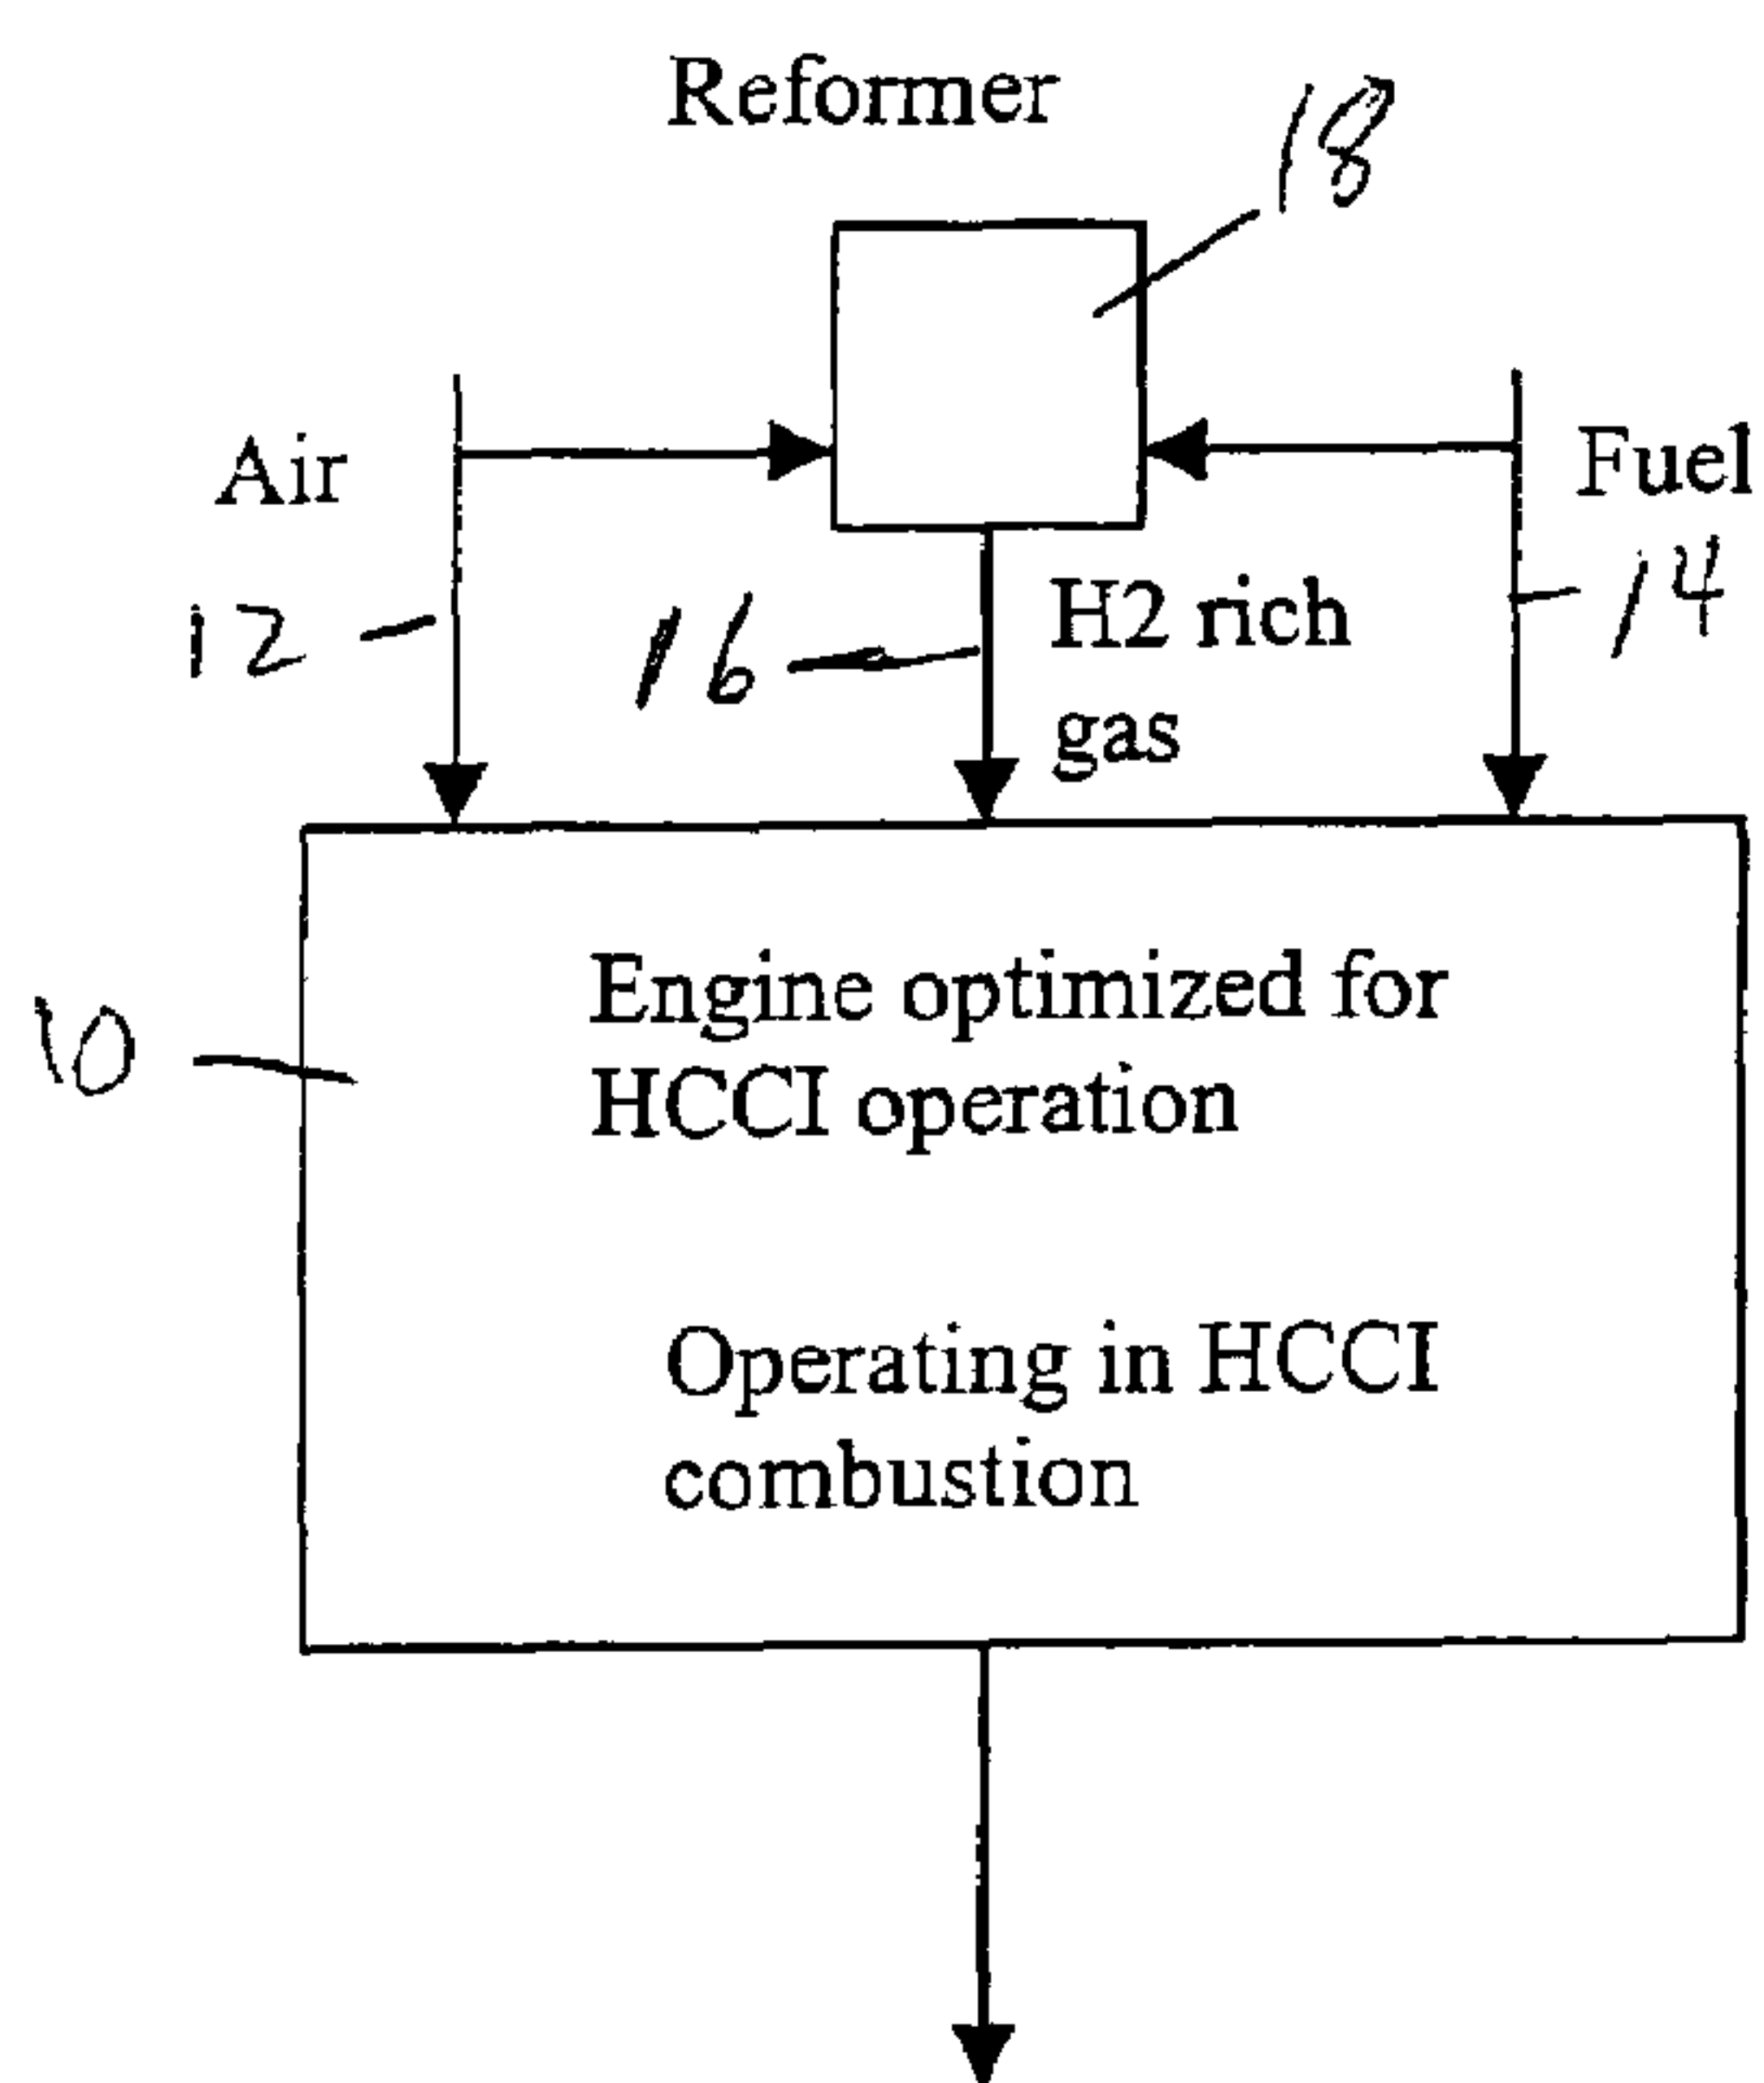 Reformer
18
Air
Fuel
12
16
H2 rich
gas
14
10
Engine optimized for
HCCI operation
Operating in HCCI
combustion